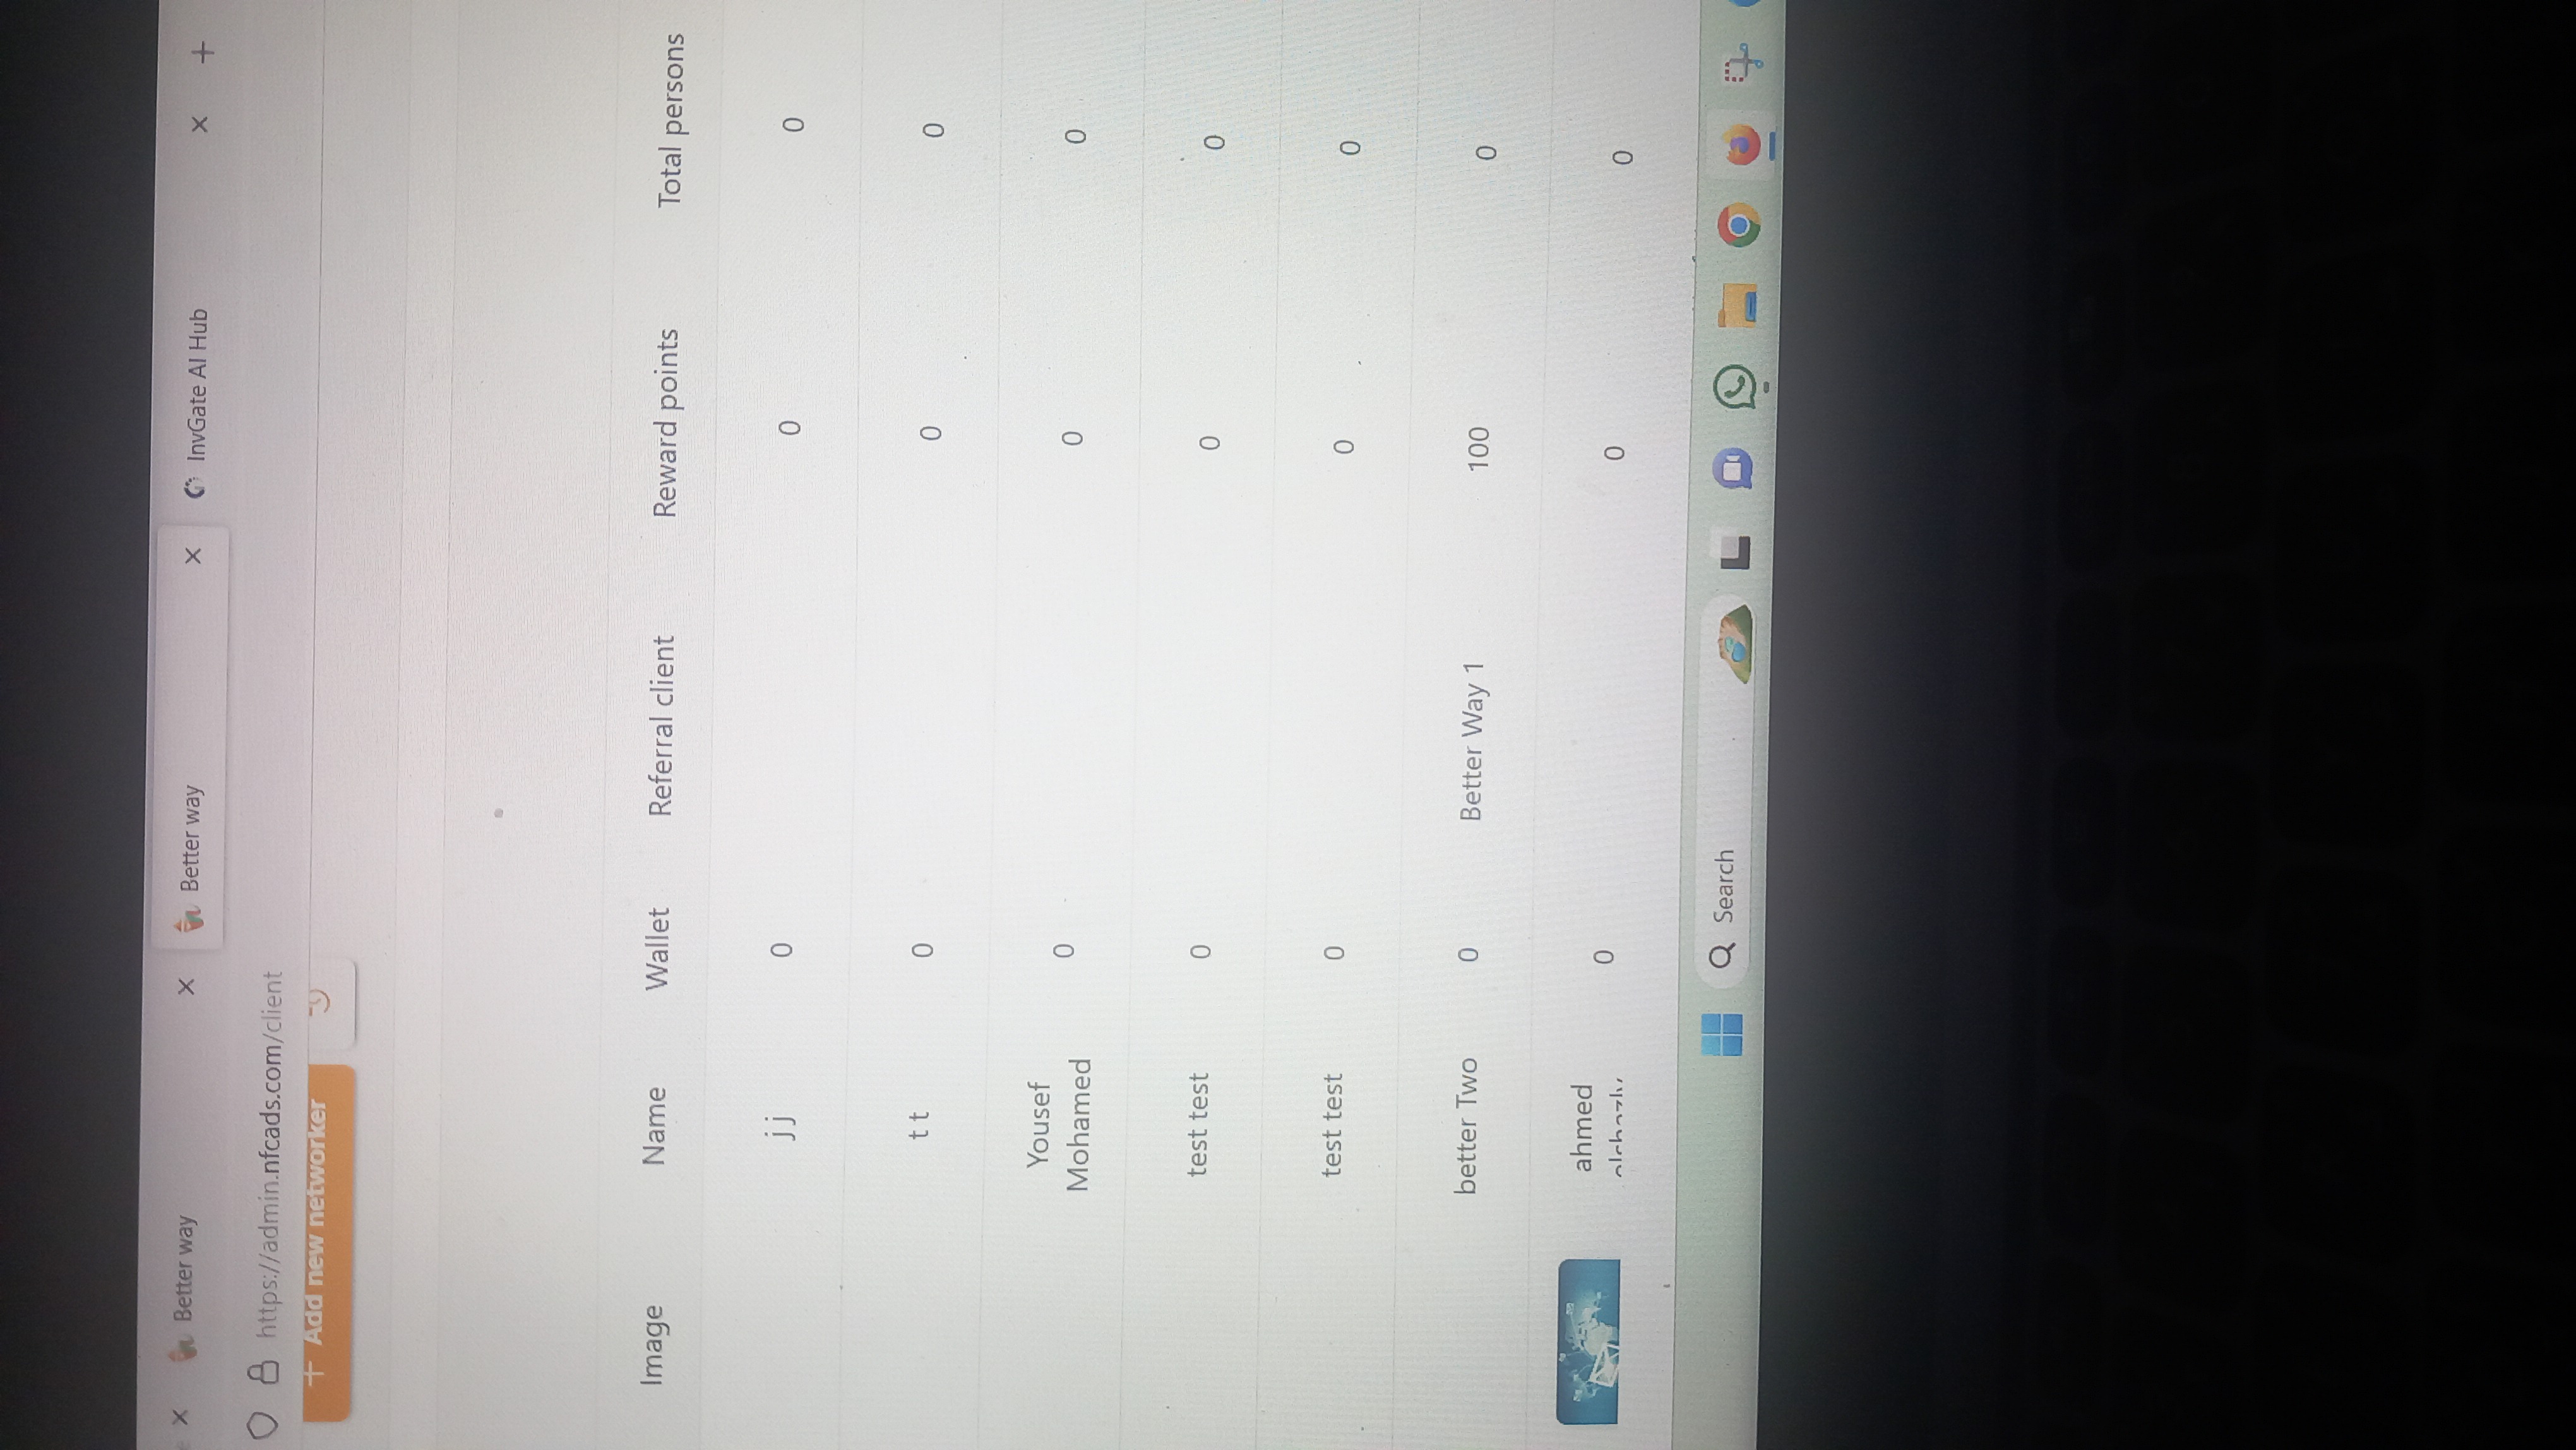 Better way
Better way
InvGate AI Hub
https://admin.nfcads.com/client
+ Add new networker
Image Name Wallet Referral client Reward points Total persons
j j 0 0 0
t t 0 0 0
Yousef
Mohamed 0 0 0
test test 0 0 0
test test 0 0 0
better Two 0 Better Way 1 100 0
ahmed
0 0 0
Search